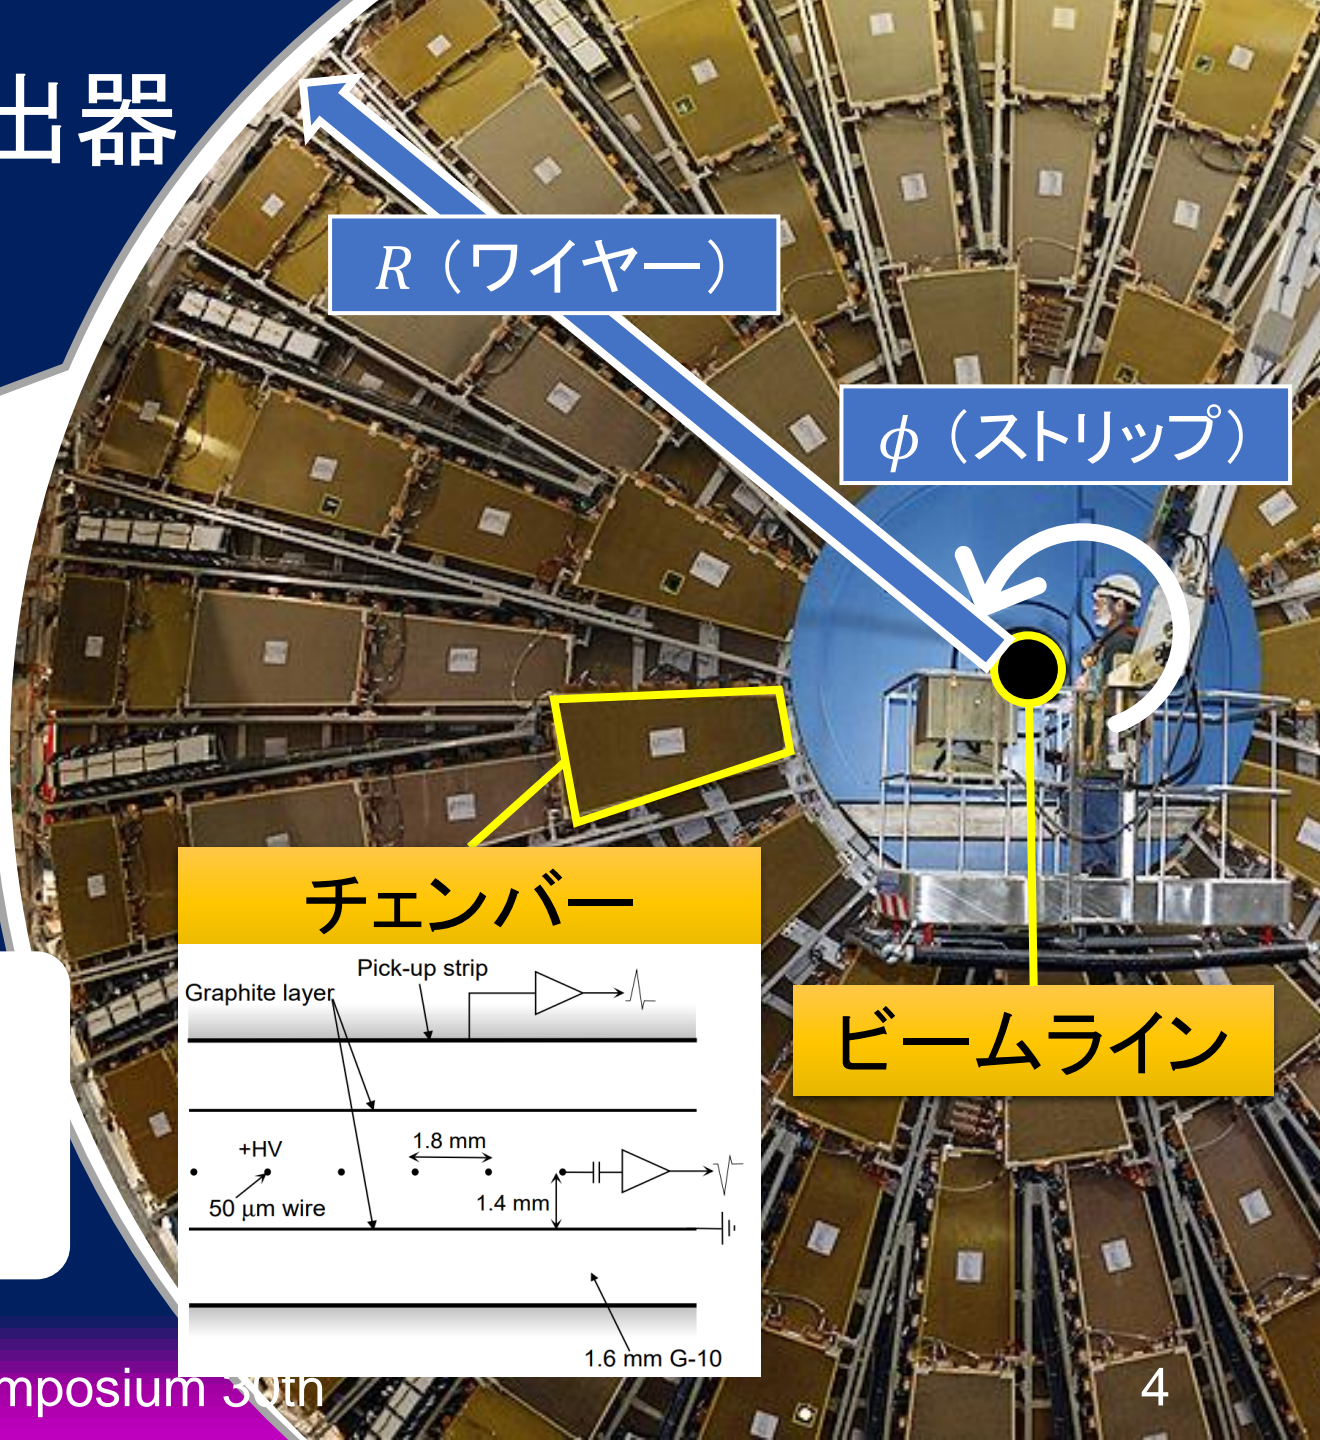 出器
R（ワイヤー）
ϕ（ストリップ）
チェンバー
Pick-up strip
Graphite layer
+HV
1.8 mm
50 μm wire
1.4 mm
1.6 mm G-10
ビームライン
mposium 30th
4